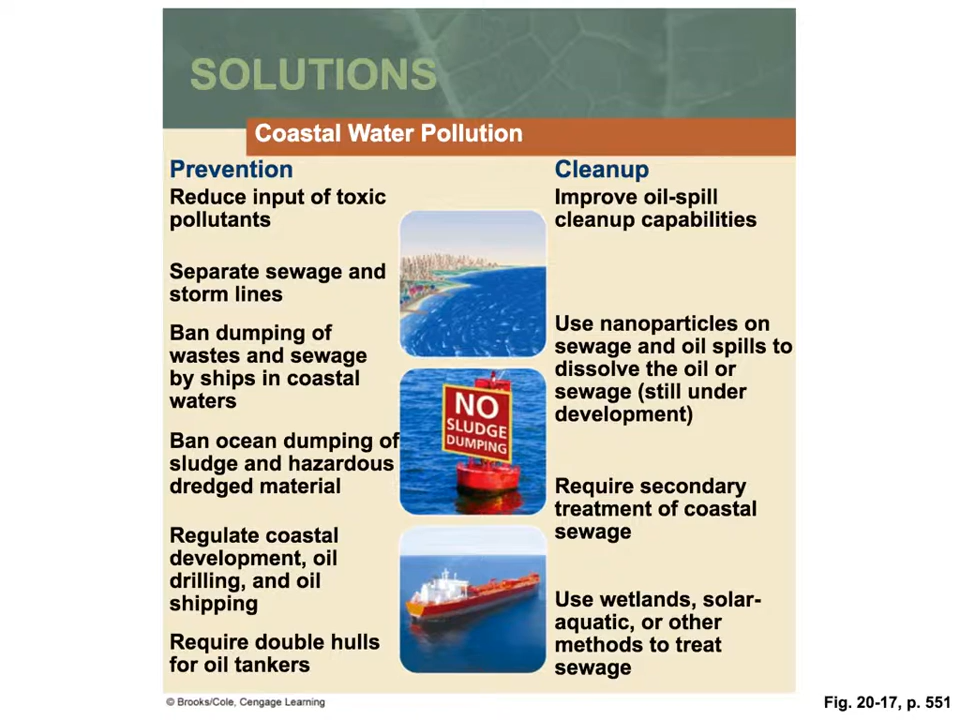 SOLUTIONS
Coastal Water Pollution
Prevention
Reduce input of toxic
pollutants
Separate sewage and
storm lines
Ban dumping of
wastes and sewage
by ships in coastal
waters
Ban ocean dumping of
sludge and hazardous
dredged material
Regulate coastal
development, oil
drilling, and oil
shipping
Require double hulls
for oil tankers
NO
SLUDGE
DUMPING
Cleanup
Improve oil-spill
cleanup capabilities
Use nanoparticles on
sewage and oil spills to
dissolve the oil or
sewage (still under
development)
Require secondary
treatment of coastal
sewage
Use wetlands, solar-
aquatic, or other
methods to treat
sewage
© Brooks/Cole, Cengage Learning
Fig. 20-17, p. 551